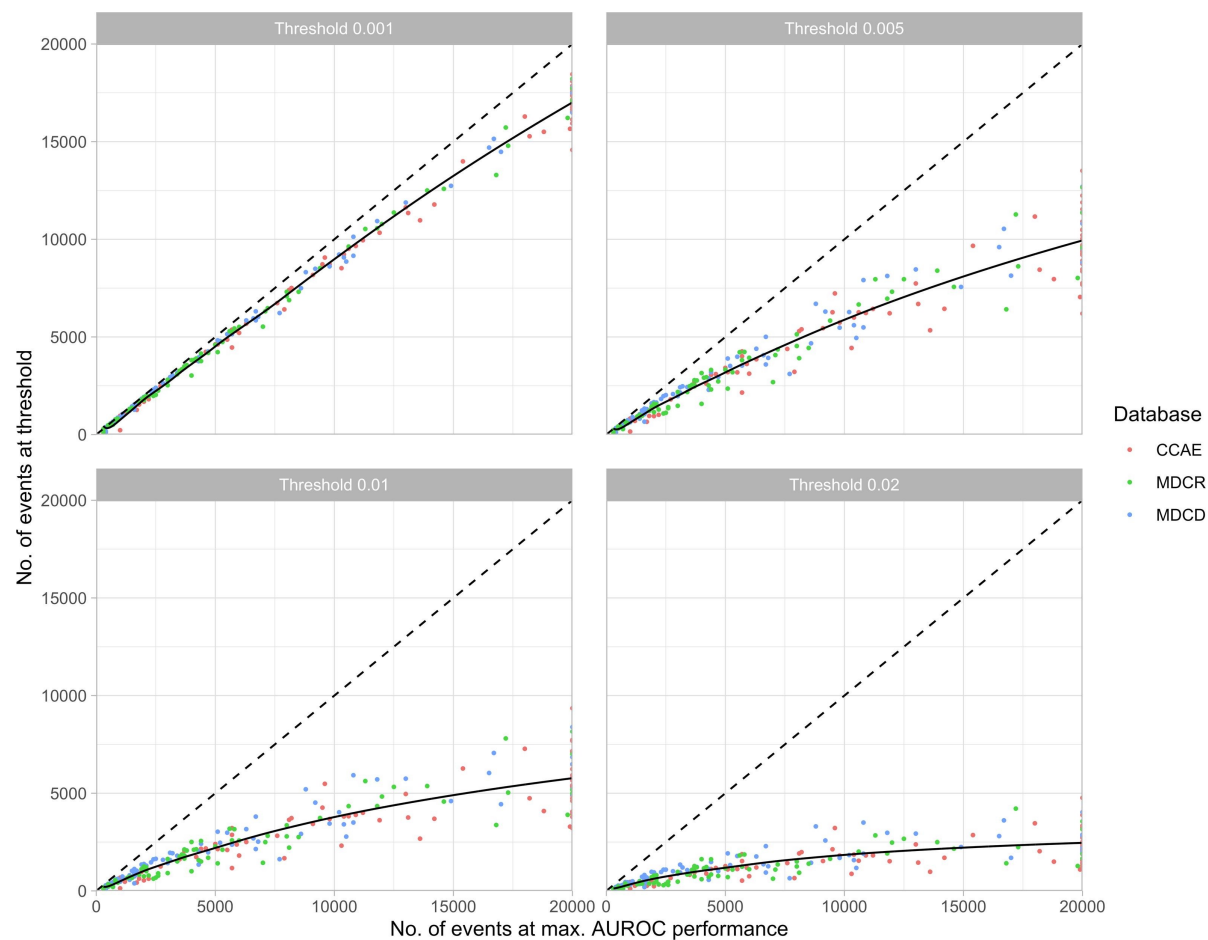 Threshold 0.001
Threshold 0.005
20000
15000
10000
5000
0
No. of events at threshold
Threshold 0.01
Threshold 0.02
20000
15000
10000
5000
0
0 5000 10000 15000 20000
0 5000 10000 15000 20000
No. of events at max. AUROC performance
Database
CCAE
MDCR
MDCD